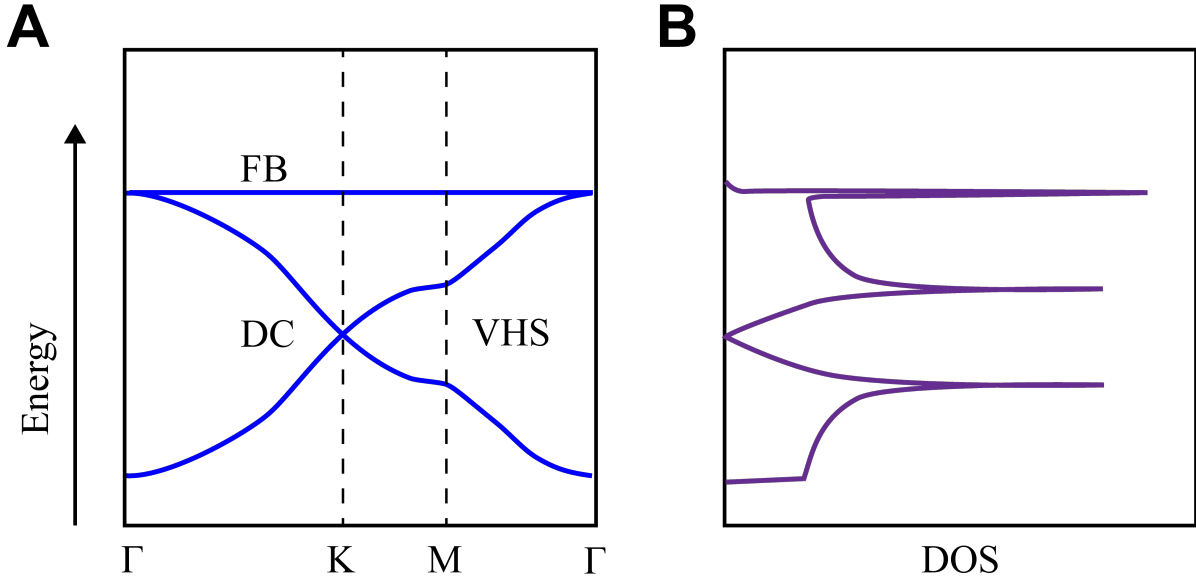 A
B
FB
DC
VHS
Energy
Γ K M Γ
DOS